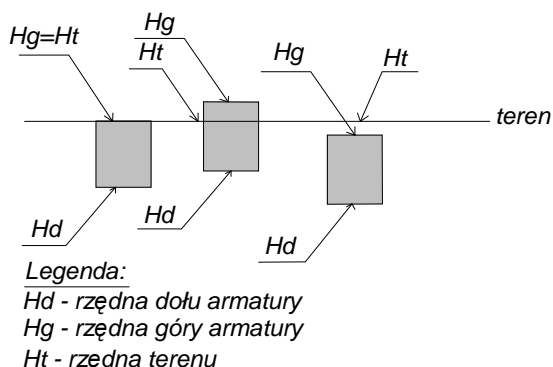 Hg
Hg=Ht
Ht
Hg
Ht
teren
Hd
Hd
Hd
Legenda:
Hd - rzędna dołu armatury
Hg - rzędna góry armatury
Ht - rzedna terenu